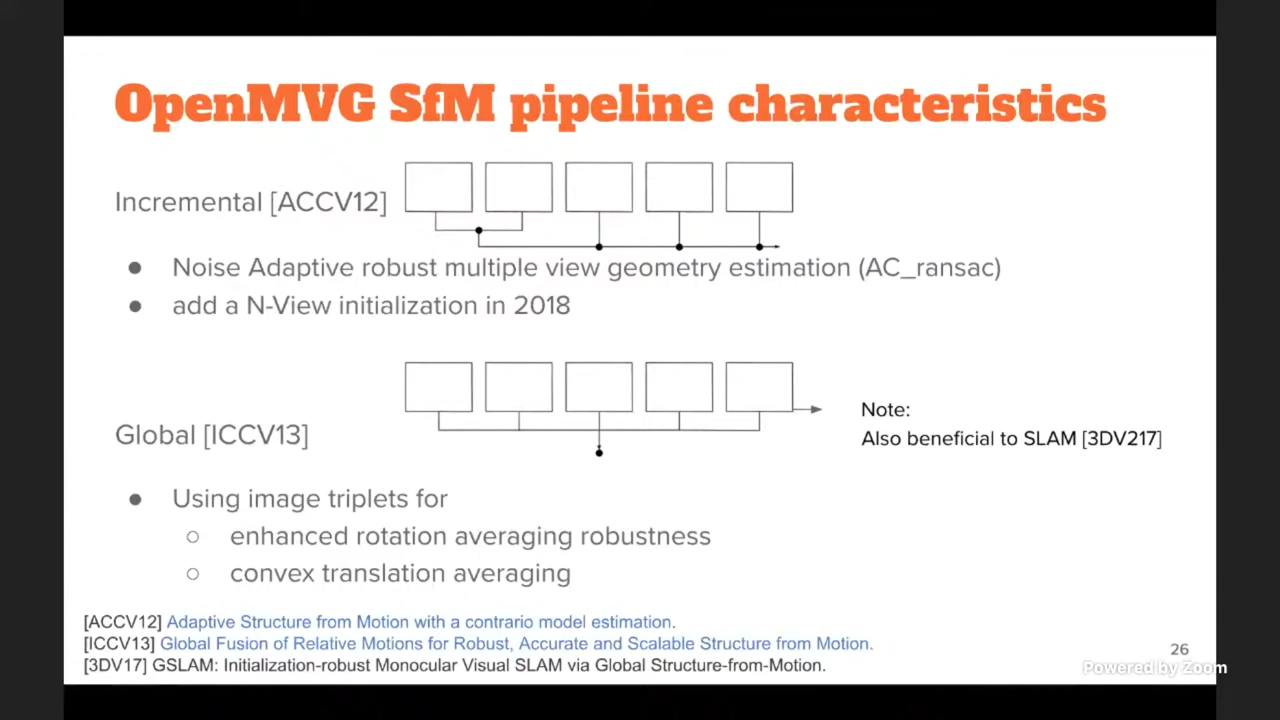 OpenMVG SfM pipeline characteristics
Incremental [ACCV12]
● Noise Adaptive robust multiple view geometry estimation (AC_ransac)
● add a N-View initialization in 2018
Note:
Global [ICCV13]
Also beneficial to SLAM [3DV217]
● Using image triplets for
○ enhanced rotation averaging robustness
○ convex translation averaging
[ACCV12] Adaptive Structure from Motion with a contrario model estimation.
[ICCV13] Global Fusion of Relative Motions for Robust, Accurate and Scalable Structure from Motion.
[3DV17] GSLAM: Initialization-robust Monocular Visual SLAM via Global Structure-from-Motion.
26
Powered by Zoom